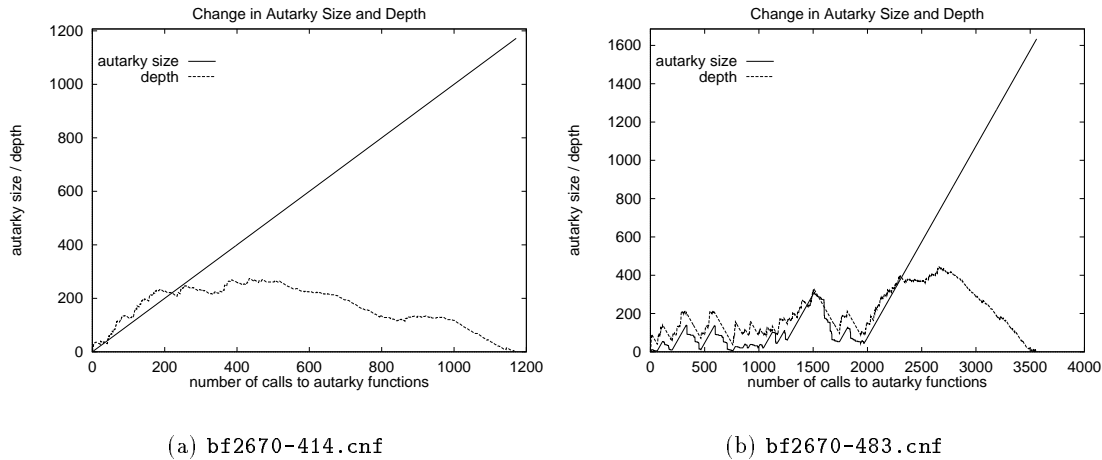 Change in Autarky Size and Depth
1200
1000
800
600
400
200
0
autarky size / depth
autarky size
depth
0 200 400 600 800 1000 1200
number of calls to autarky functions
(a) bf2670-414.cnf
Change in Autarky Size and Depth
1600
1400
1200
1000
800
600
400
200
0
autarky size / depth
autarky size
depth
0 500 1000 1500 2000 2500 3000 3500 4000
number of calls to autarky functions
(b) bf2670-483.cnf